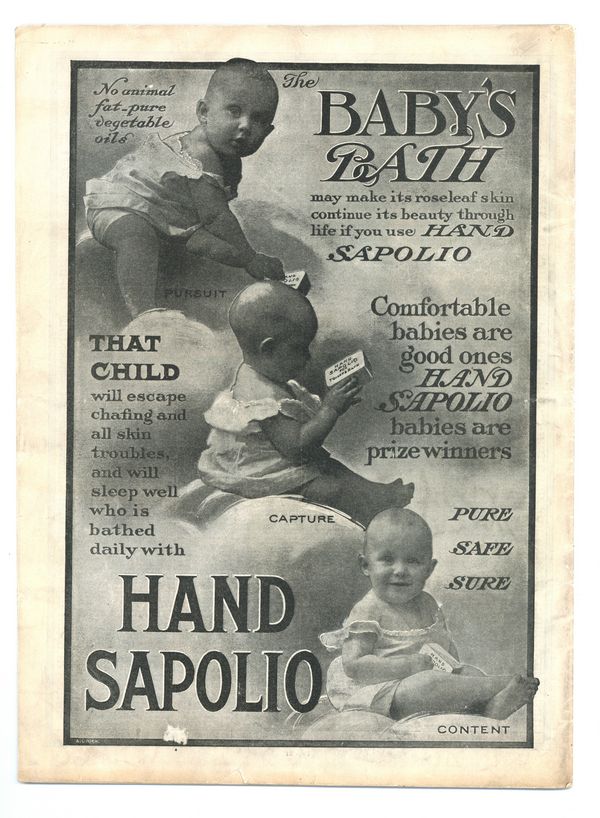 No animal
fat-pure
vegetable
oils
The
BABY'S
BATH
may make its roseleaf skin
continue its beauty through
life if you use HAND
SAPOLIO
PURSUIT
Comfortable
babies are
good ones
HAND
SAPOLIO
babies are
prizewinners
THAT
CHILD
will escape
chafing and
all skin
troubles,
and will
sleep well
who is
bathed
daily with
HAND
SAPOLIO
CAPTURE
PURE
SAFE
SURE
HAND
SAPOLIO
CONTENT